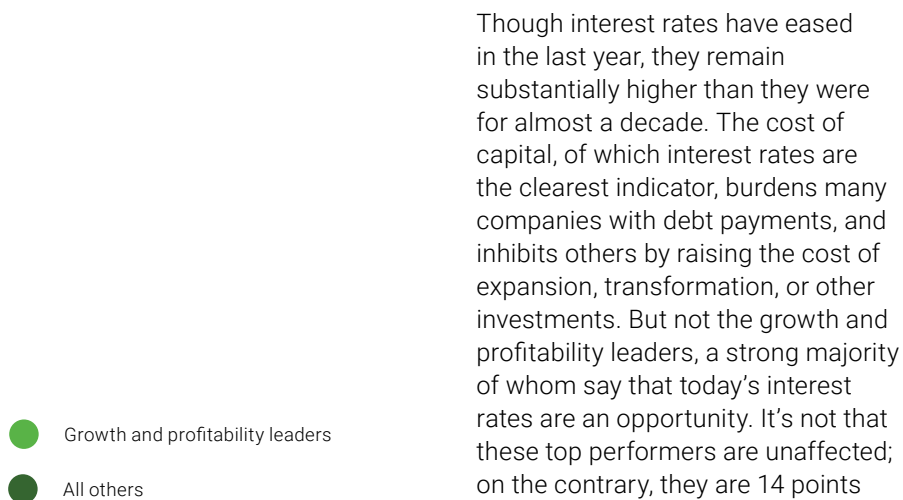 Though interest rates have eased
in the last year, they remain
substantially higher than they were
for almost a decade. The cost of
capital, of which interest rates are
the clearest indicator, burdens many
companies with debt payments, and
inhibits others by raising the cost of
expansion, transformation, or other
investments. But not the growth and
profitability leaders, a strong majority
of whom say that today’s interest
rates are an opportunity. It’s not that
these top performers are unaffected;
on the contrary, they are 14 points
Growth and profitability leaders
All others